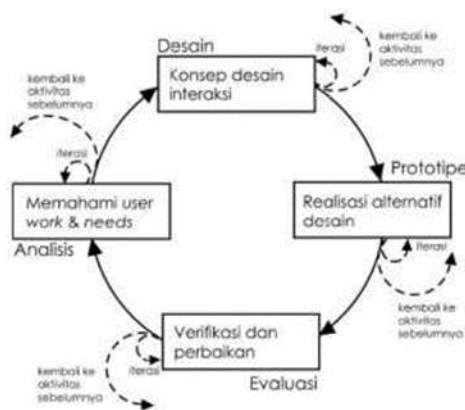 Desain
Konsep desain
interaksi
iterasi
kembali ke
aktivitas
sebelumnya
kembali ke
aktivitas
sebelumnya
iterasi
Memahami user
work & needs
Analisis
Prototipe
Realisasi alternatif
desain
iterasi
kembali ke
aktivitas
sebelumnya
Verifikasi dan
perbaikan
iterasi
Evaluasi
kembali ke
aktivitas
sebelumnya